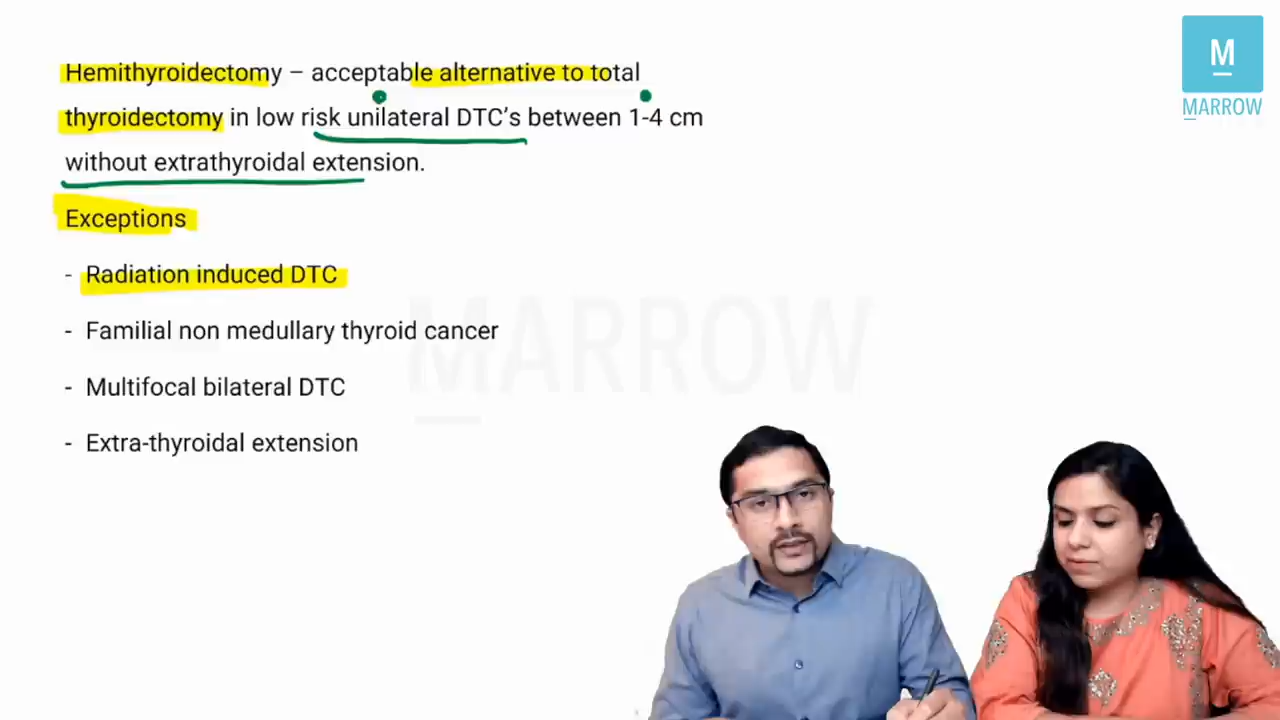 M
MARROW
Hemithyroidectomy – acceptable alternative to total
thyroidectomy in low risk unilateral DTC's between 1-4 cm
without extrathyroidal extension.
Exceptions
- Radiation induced DTC
- Familial non medullary thyroid cancer
- Multifocal bilateral DTC
- Extra-thyroidal extension
MARROW